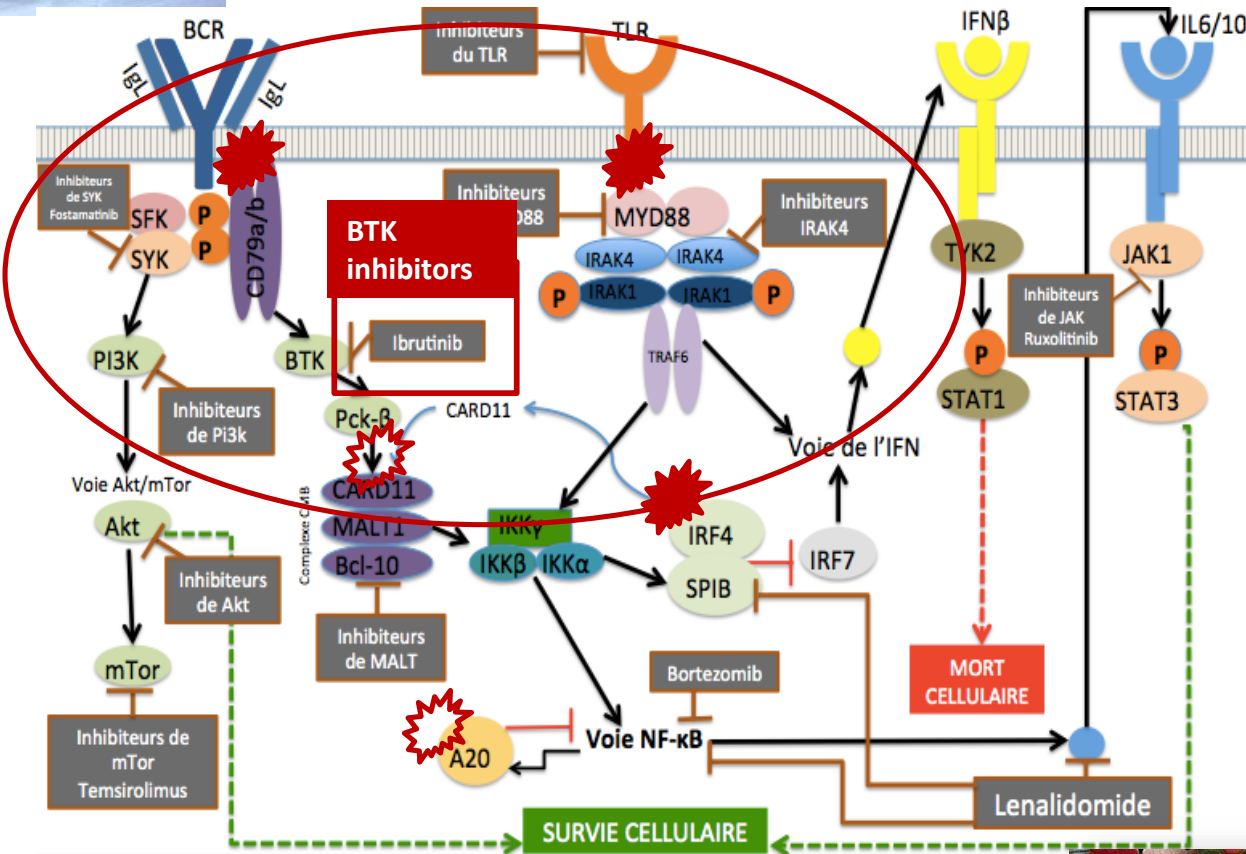 BCR
IgL
IgL
Inhibiteurs
du TLR
TLR
IFNβ
IL6/10
Inhibiteurs
de SYK
Fostamatinib
SFK
SYK
P
P
CD79a/b
BTK
inhibitors
Inhibiteurs
D88
MYD88
Inhibiteurs
IRAK4
IRAK4
IRAK4
P
IRAK1
IRAK1
P
TRAF6
TYK2
JAK1
Inhibiteurs
de JAK
Ruxolitinib
P
P
STAT1
STAT3
PI3K
BTK
Ibrutinib
Inhibiteurs
de Pi3k
Pck-β
CARD11
Voie de l’IFN
Voie Akt/mTor
Akt
Inhibiteurs
de Akt
mTor
Inhibiteurs de
mTor
Temsirolimus
Complexe CMB
CARD11
MALT1
Bcl-10
Inhibiteurs
de MALT
IKKγ
IKKβ
IKKα
IRF4
SPIB
IRF7
MORT
CELLULAIRE
Bortezomib
Voie NF-κB
A20
Lenalidomide
SURVIE CELLULAIRE